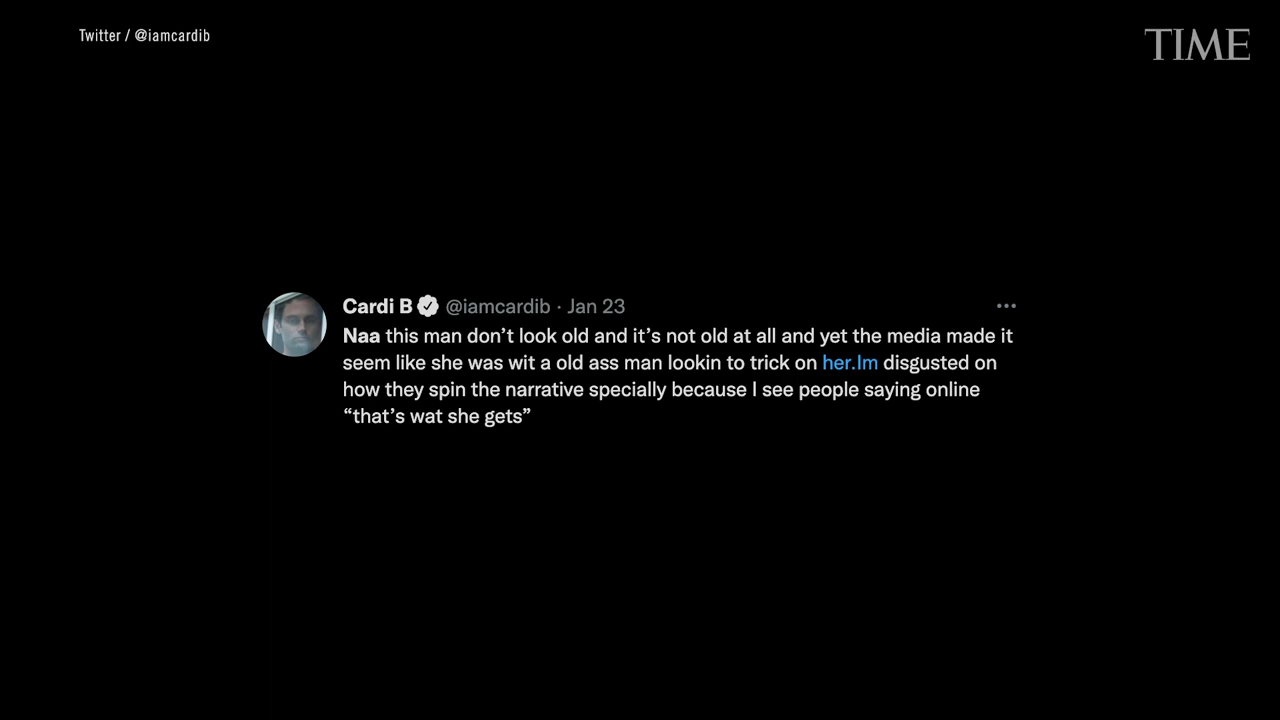 Twitter / @iamcardib
TIME
Cardi B @iamcardib · Jan 23
Naa this man don’t look old and it’s not old at all and yet the media made it
seem like she was wit a old ass man lookin to trick on her.Im disgusted on
how they spin the narrative specially because I see people saying online
“that’s wat she gets”